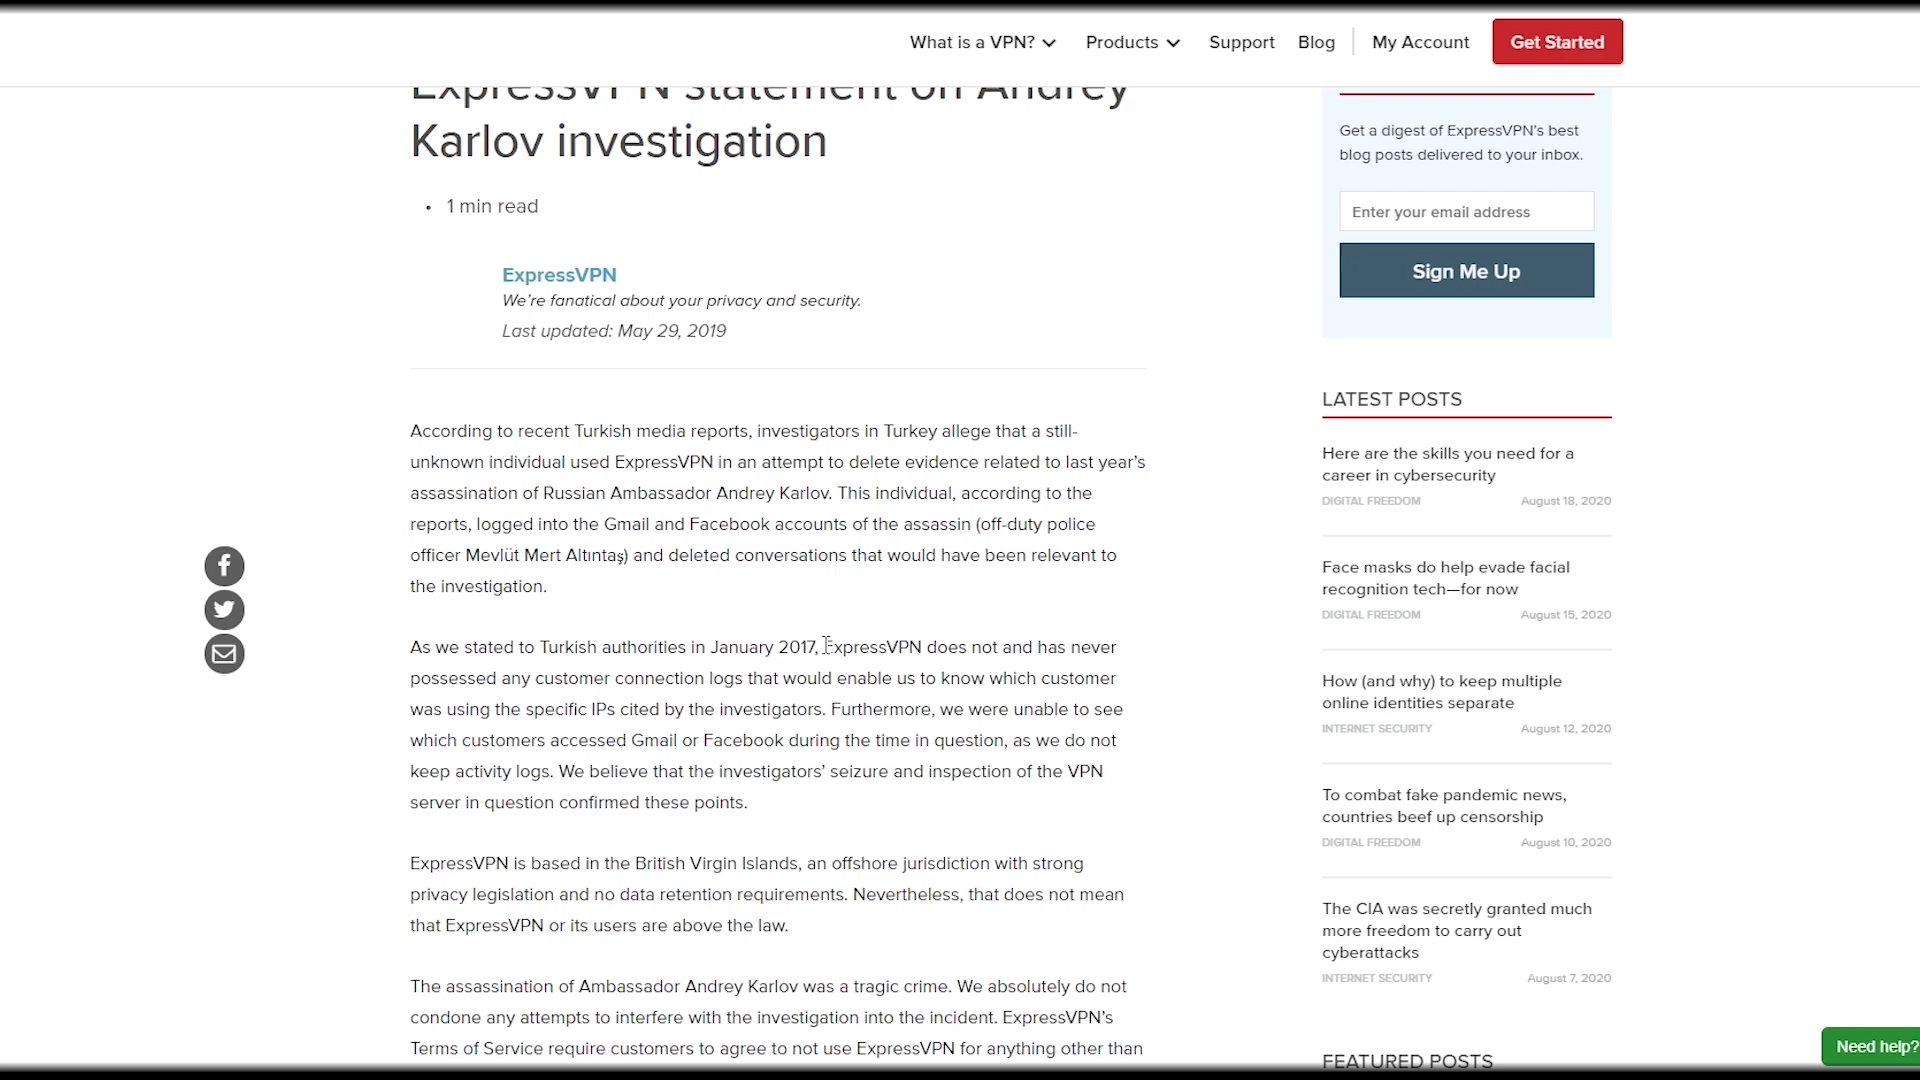 What is a VPN?
Products
Support
Blog
My Account
Get Started
ExpressVPN statement on Andrey
Karlov investigation
• 1 min read
ExpressVPN
We're fanatical about your privacy and security.
Last updated: May 29, 2019
According to recent Turkish media reports, investigators in Turkey allege that a still-
unknown individual used ExpressVPN in an attempt to delete evidence related to last year's
assassination of Russian Ambassador Andrey Karlov. This individual, according to the
reports, logged into the Gmail and Facebook accounts of the assassin (off-duty police
officer Mevlüt Mert Altıntaş) and deleted conversations that would have been relevant to
the investigation.
As we stated to Turkish authorities in January 2017, ExpressVPN does not and has never
possessed any customer connection logs that would enable us to know which customer
was using the specific IPs cited by the investigators. Furthermore, we were unable to see
which customers accessed Gmail or Facebook during the time in question, as we do not
keep activity logs. We believe that the investigators' seizure and inspection of the VPN
server in question confirmed these points.
ExpressVPN is based in the British Virgin Islands, an offshore jurisdiction with strong
privacy legislation and no data retention requirements. Nevertheless, that does not mean
that ExpressVPN or its users are above the law.
The assassination of Ambassador Andrey Karlov was a tragic crime. We absolutely do not
condone any attempts to interfere with the investigation into the incident. ExpressVPN's
Terms of Service require customers to agree to not use ExpressVPN for anything other than
Get a digest of ExpressVPN's best
blog posts delivered to your inbox.
Enter your email address
Sign Me Up
LATEST POSTS
Here are the skills you need for a
career in cybersecurity
DIGITAL FREEDOM August 18, 2020
Face masks do help evade facial
recognition tech—for now
DIGITAL FREEDOM August 15, 2020
How (and why) to keep multiple
online identities separate
INTERNET SECURITY August 12, 2020
To combat fake pandemic news,
countries beef up censorship
DIGITAL FREEDOM August 10, 2020
The CIA was secretly granted much
more freedom to carry out
cyberattacks
INTERNET SECURITY August 7, 2020
FEATURED POSTS
Need help?